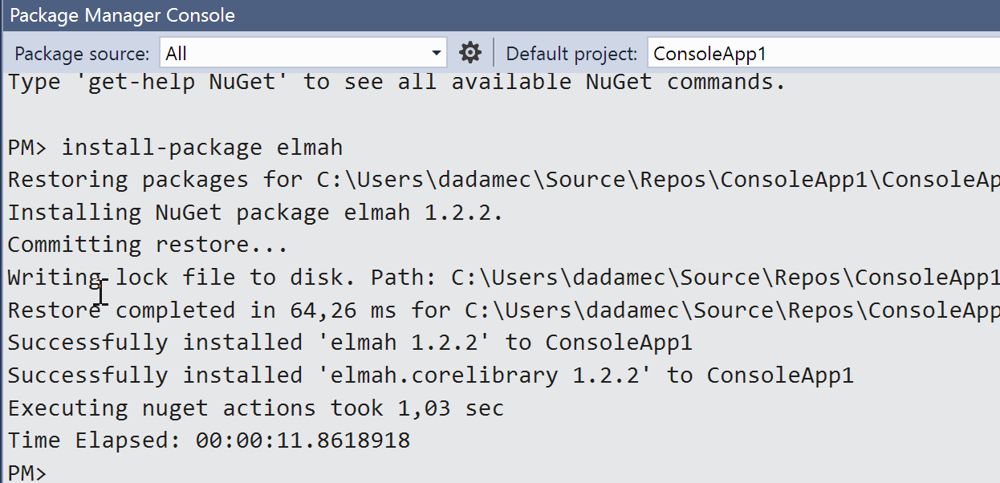 Package Manager Console
Package source: All Default project: ConsoleApp1
Type 'get-help NuGet' to see all available NuGet commands.
PM> install-package elmah
Restoring packages for C:\Users\dadamec\Source\Repos\ConsoleApp1\ConsoleAp
Installing NuGet package elmah 1.2.2.
Committing restore...
Writing lock file to disk. Path: C:\Users\dadamec\Source\Repos\ConsoleApp1
Restore completed in 64,26 ms for C:\Users\dadamec\Source\Repos\ConsoleApp
Successfully installed 'elmah 1.2.2' to ConsoleApp1
Successfully installed 'elmah.corelibrary 1.2.2' to ConsoleApp1
Executing nuget actions took 1,03 sec
Time Elapsed: 00:00:11.8618918
PM>